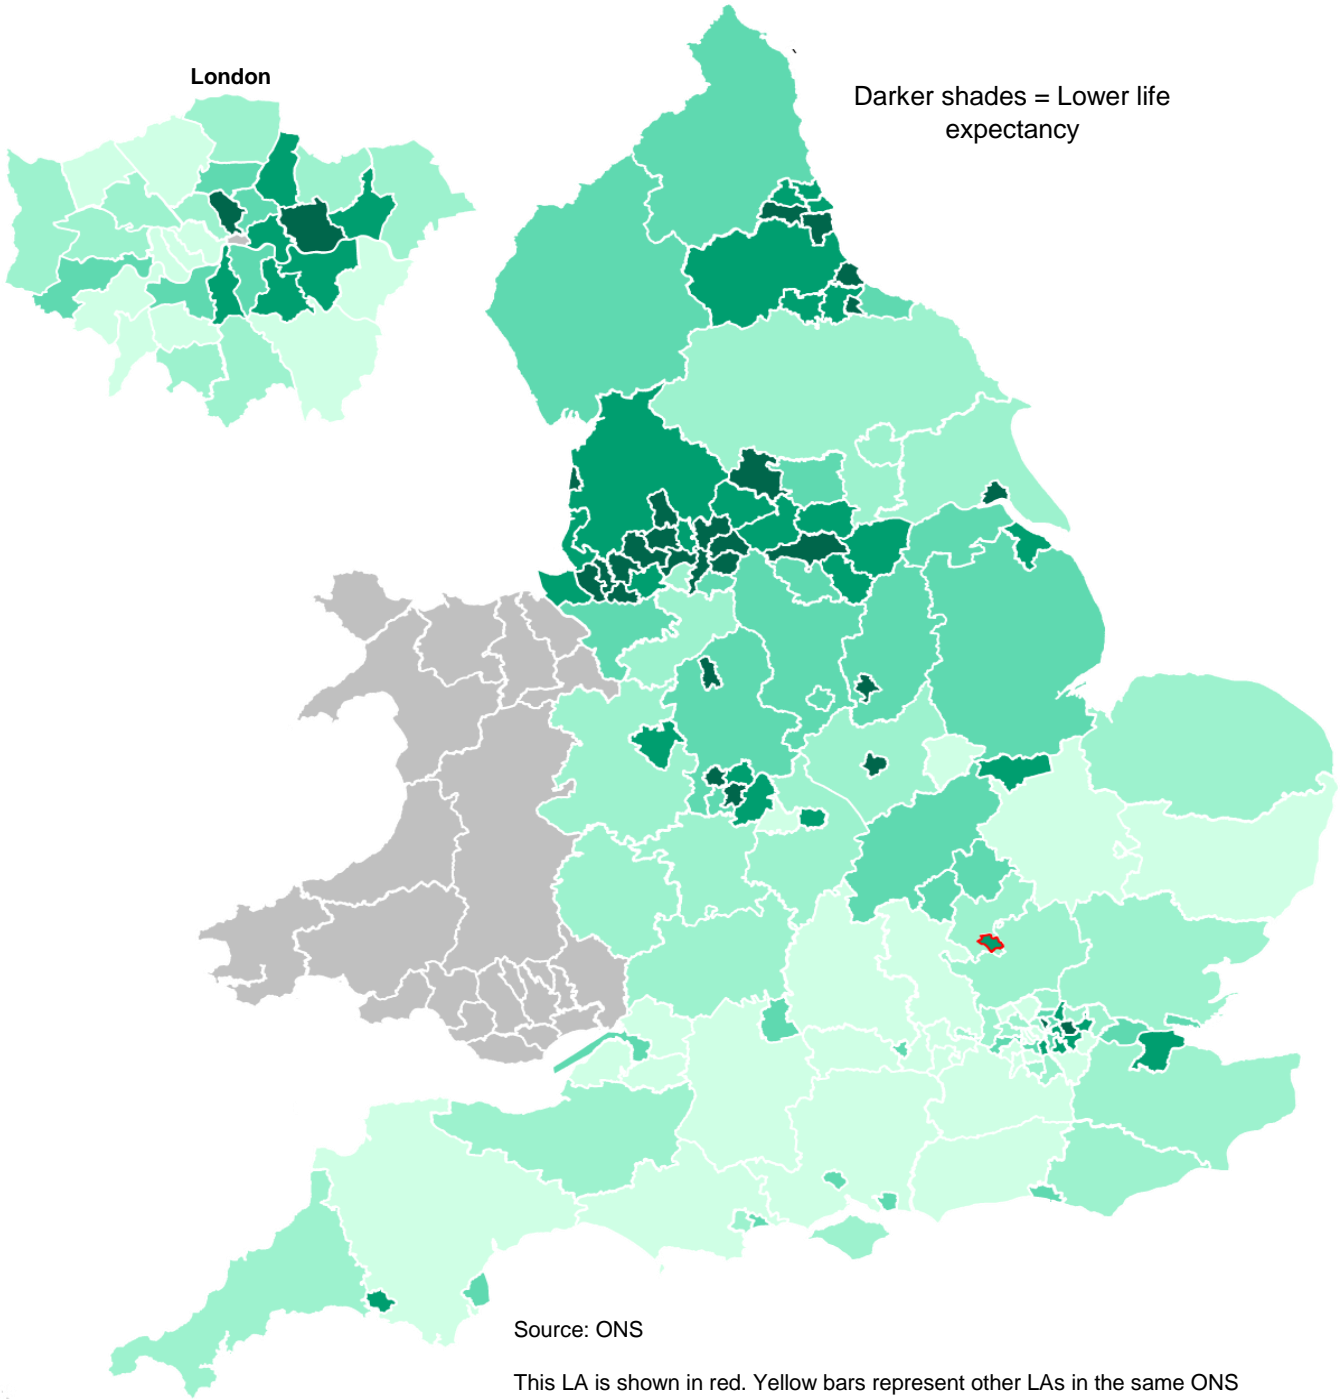 London
Darker shades = Lower life
expectancy
Source: ONS
This LA is shown in red. Yellow bars represent other LAs in the same ONS